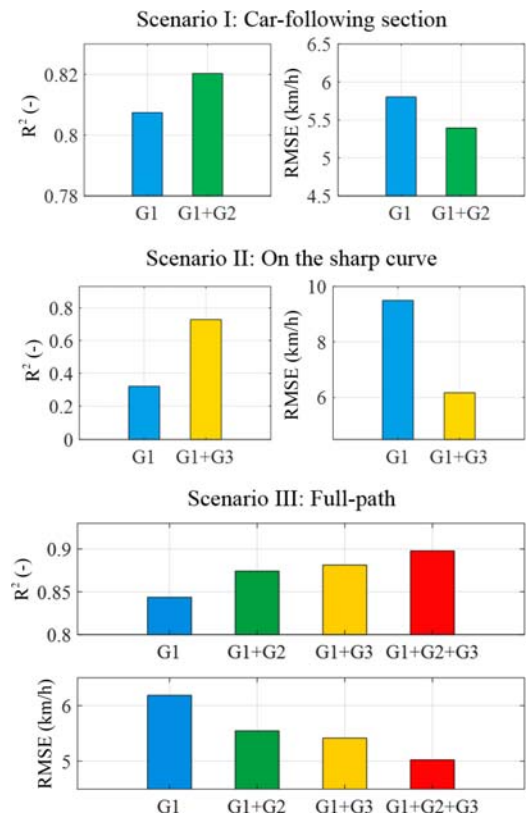 Scenario I: Car-following section
R² (-)
0.82
0.8
0.78
G1 G1+G2
RMSE (km/h)
6.5
6
5.5
5
4.5
G1 G1+G2
Scenario II: On the sharp curve
R² (-)
0.8
0.6
0.4
0.2
0
G1 G1+G3
RMSE (km/h)
10
8
6
G1 G1+G3
Scenario III: Full-path
R² (-)
0.9
0.85
0.8
G1 G1+G2 G1+G3 G1+G2+G3
RMSE (km/h)
6
5
G1 G1+G2 G1+G3 G1+G2+G3